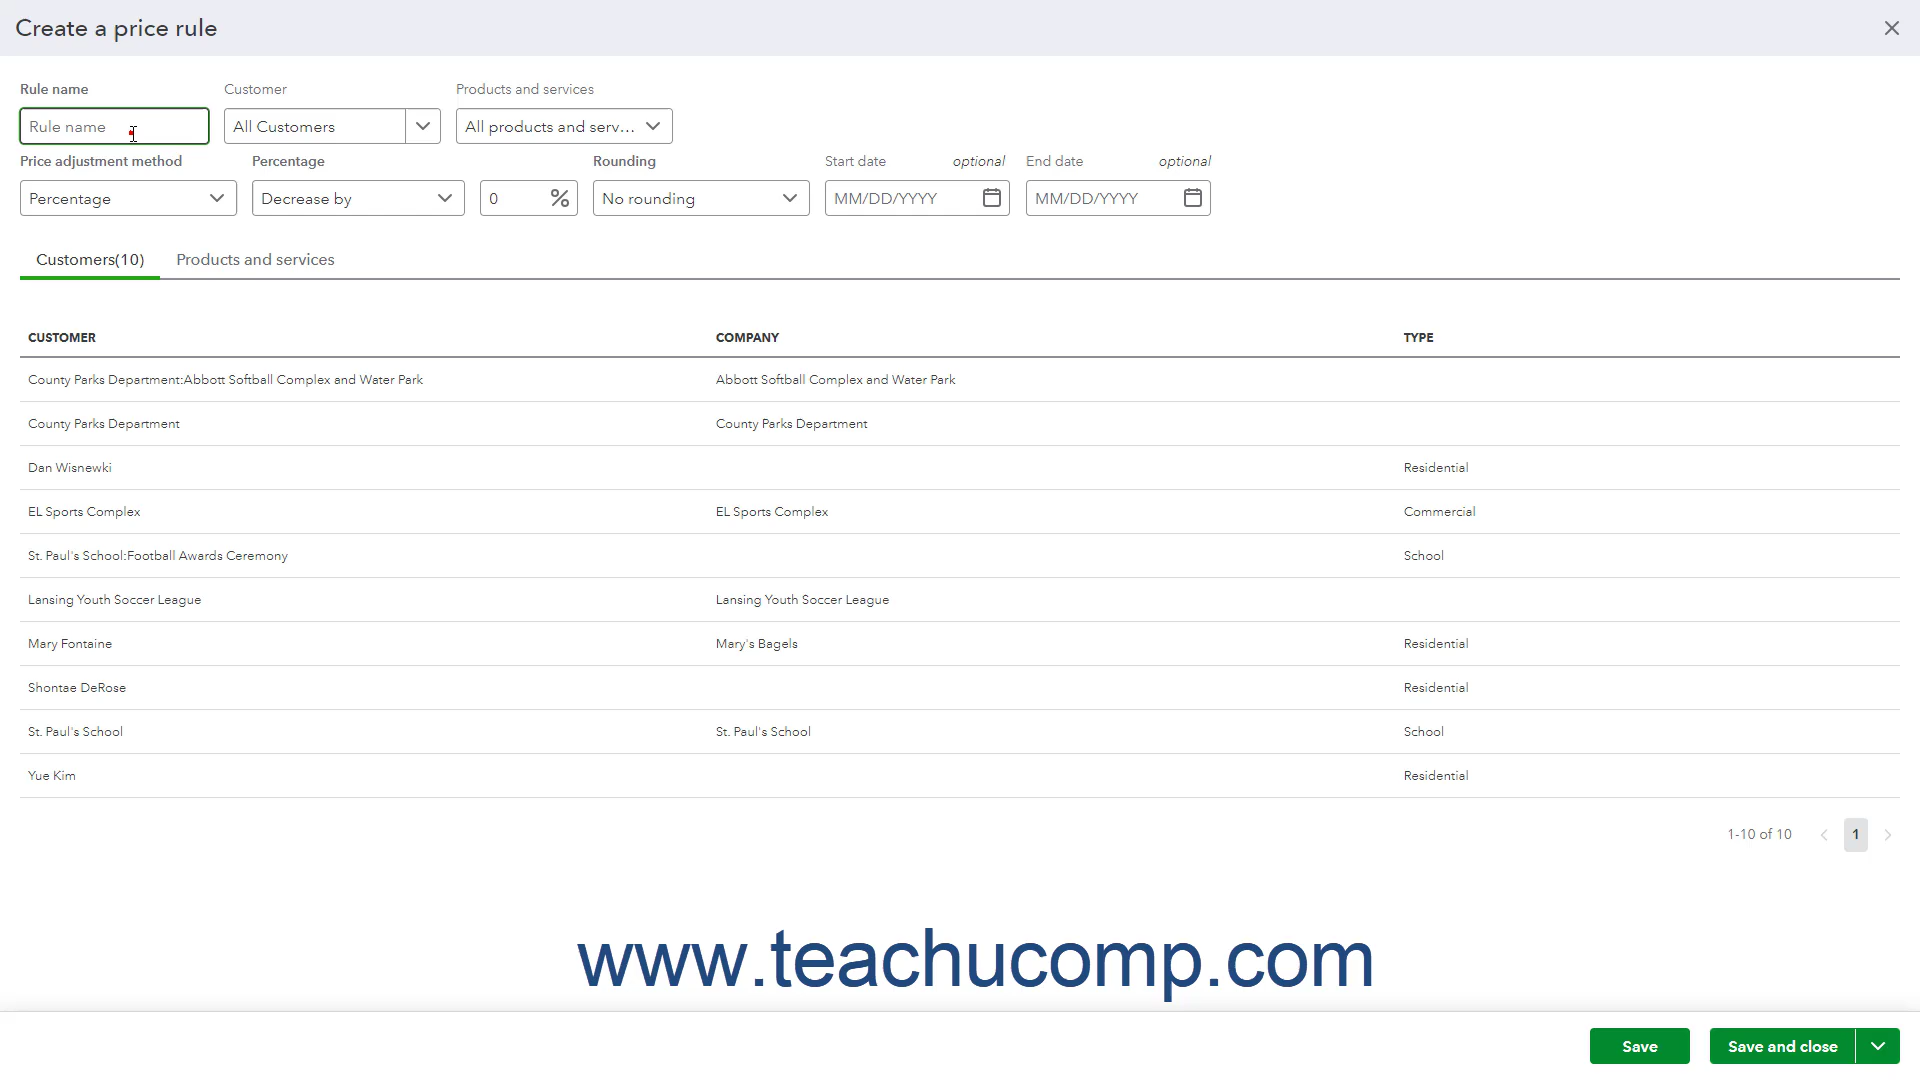 Create a price rule
Rule name Customer Products and services
Rule name All Customers All products and serv...
Price adjustment method Percentage Rounding Start date optional End date optional
Percentage Decrease by 0 % No rounding MM/DD/YYYY MM/DD/YYYY
Customers(10) Products and services
CUSTOMER COMPANY TYPE
County Parks Department:Abbott Softball Complex and Water Park Abbott Softball Complex and Water Park
County Parks Department County Parks Department
Dan Wisnewki Residential
EL Sports Complex EL Sports Complex Commercial
St. Paul's School:Football Awards Ceremony School
Lansing Youth Soccer League Lansing Youth Soccer League
Mary Fontaine Mary's Bagels Residential
Shontae DeRose Residential
St. Paul's School St. Paul's School School
Yue Kim Residential
1-10 of 10 < 1 >
www.teachucomp.com
Save Save and close